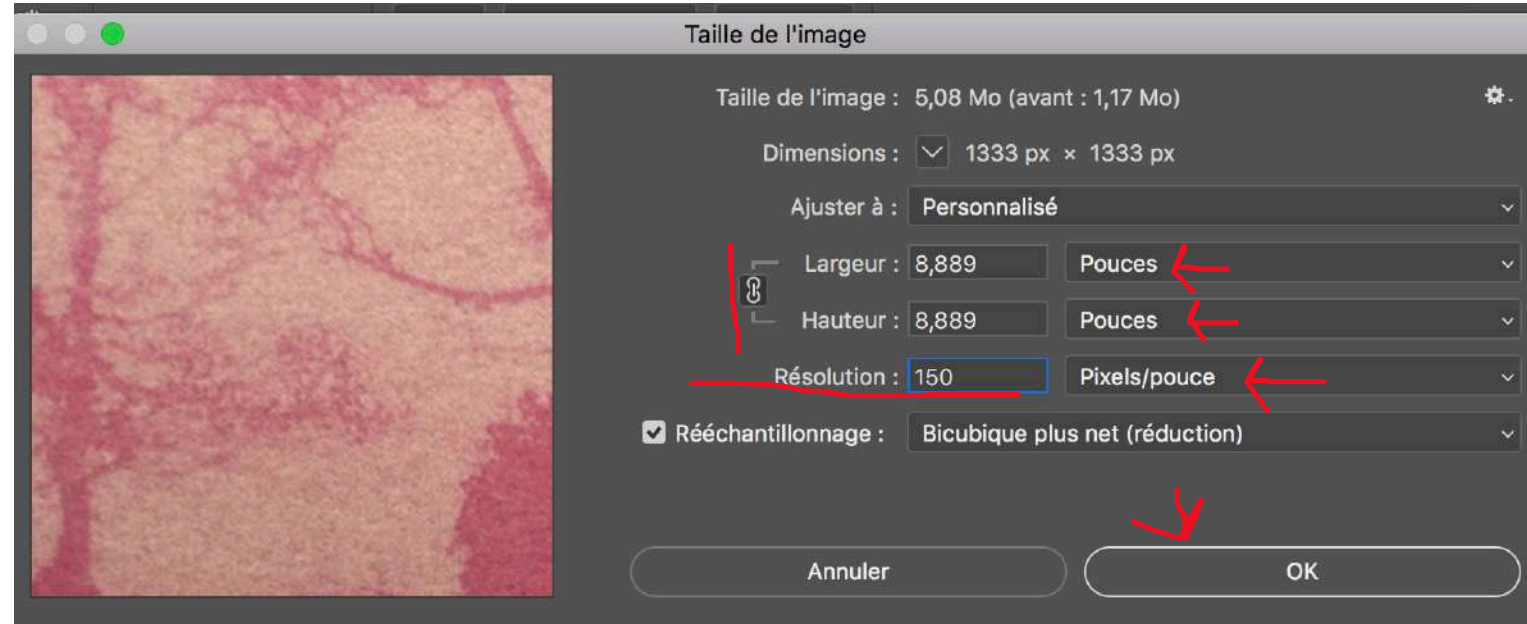 Taille de l'image
Taille de l'image : 5,08 Mo (avant : 1,17 Mo)
Dimensions : 1333 px × 1333 px
Ajuster à : Personnalisé
Largeur : 8,889 Pouces
Hauteur : 8,889 Pouces
Résolution : 150 Pixels/pouce
Rééchantillonnage : Bicubique plus net (réduction)
Annuler OK